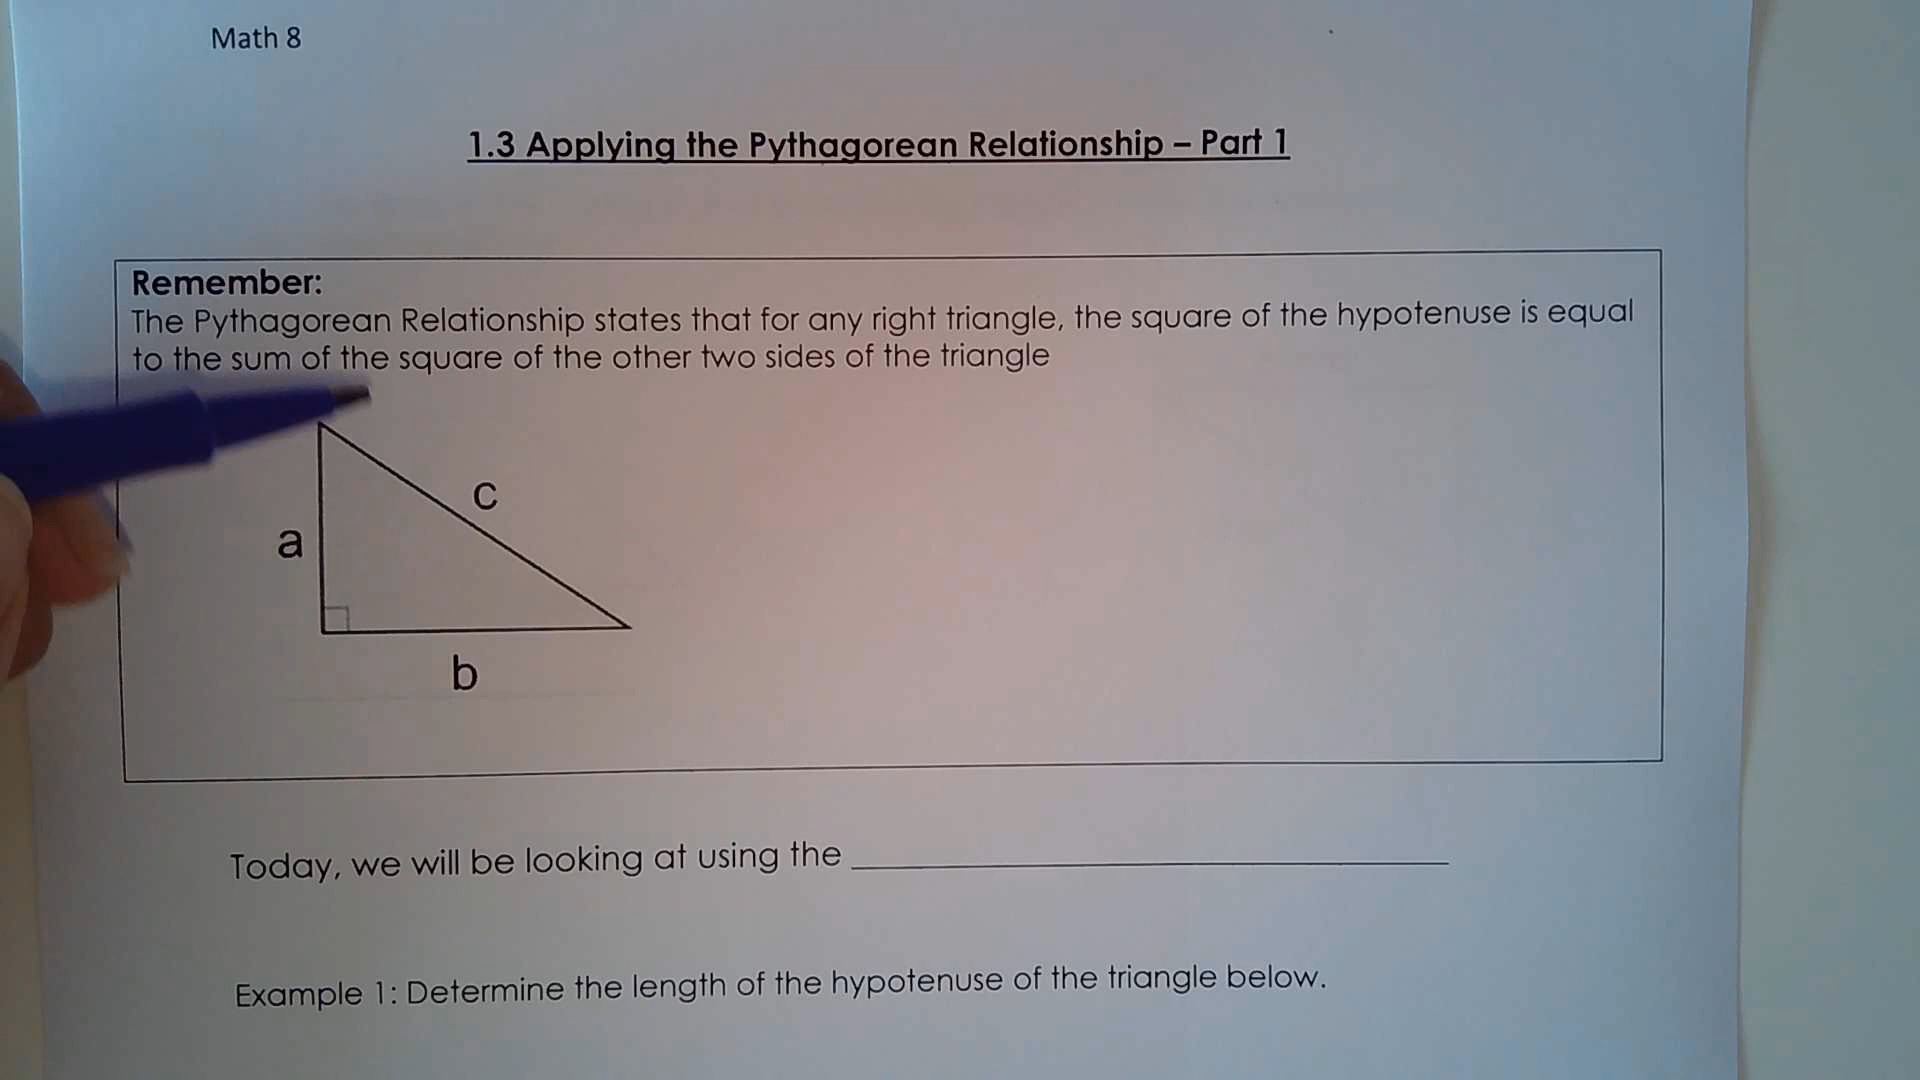 Math 8
1.3 Applying the Pythagorean Relationship – Part 1
Remember:
The Pythagorean Relationship states that for any right triangle, the square of the hypotenuse is equal
to the sum of the square of the other two sides of the triangle
c
a
b
Today, we will be looking at using the
Example 1: Determine the length of the hypotenuse of the triangle below.